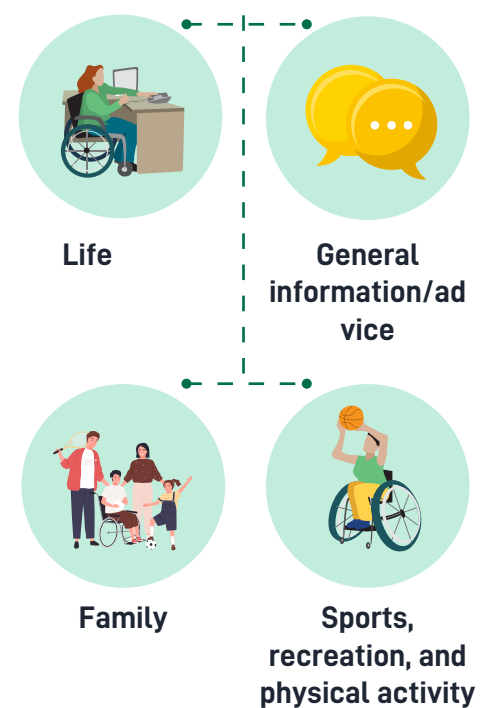 Life
General
information/ad
vice
Family
Sports,
recreation, and
physical activity